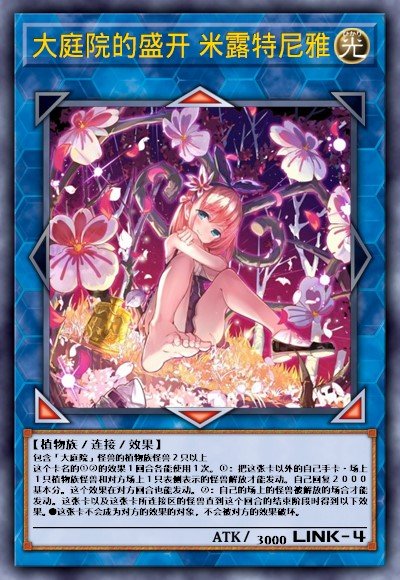 大庭院的盛开 米露特尼雅
光
【植物族／连接／效果】
包含「大庭院」怪兽的植物族怪兽２只以上
这个卡名的①②的效果１回合各能使用１次。①：把这张卡以外的自己手卡·场上
１只植物族怪兽和对方场上１只表侧表示的怪兽解放才能发动。自己回复２０００
基本分。这个效果在对方回合也能发动。②：自己的场上的怪兽被解放的场合才能
发动。这张卡以及这张卡所连接区的怪兽直到这个回合的结束阶段时得到以下效
果。●这张卡不会成为对方的效果的对象，不会被对方的效果破坏。
ATK/ 3000 LINK-4